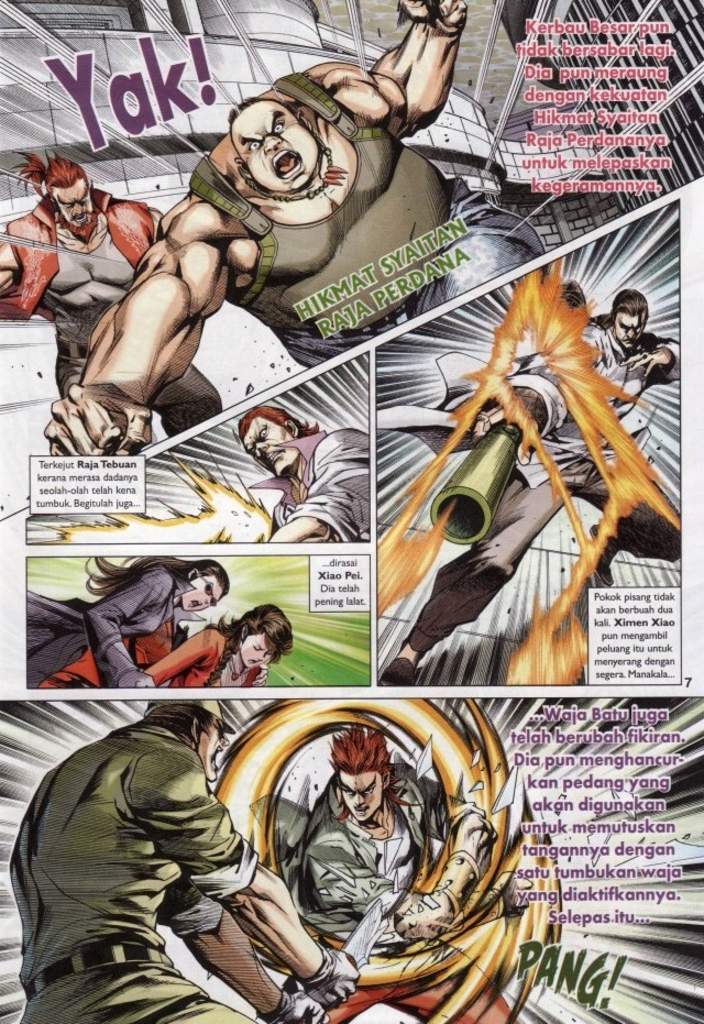 Yak!
Kerbau Besar pun
tidak bersabar lagi.
Dia pun meraung
dengan kekuatan
Hikmat Syaitan
Raja Perdananya
untuk melepaskan
kegeramannya.
HIKMAT SYAITAN
RAJA PERDANA
Terkejut Raja Tebuan
kerana merasa dadanya
seolah-olah telah kena
tumbuk. Begitulah juga...
...dirasai
Xiao Pei.
Dia telah
pening lalat.
Pokok pisang tidak
akan berbuah dua
kali. Ximen Xiao
pun mengambil
peluang itu untuk
menyerang dengan
segera. Manakala...
7
...Waja Batu juga
telah berubah fikiran.
Dia pun menghancur-
kan pedang yang
akan digunakan
untuk memutuskan
tangannya dengan
satu tumbukan waja
yang diaktifkannya.
Selepas itu...
PANG!